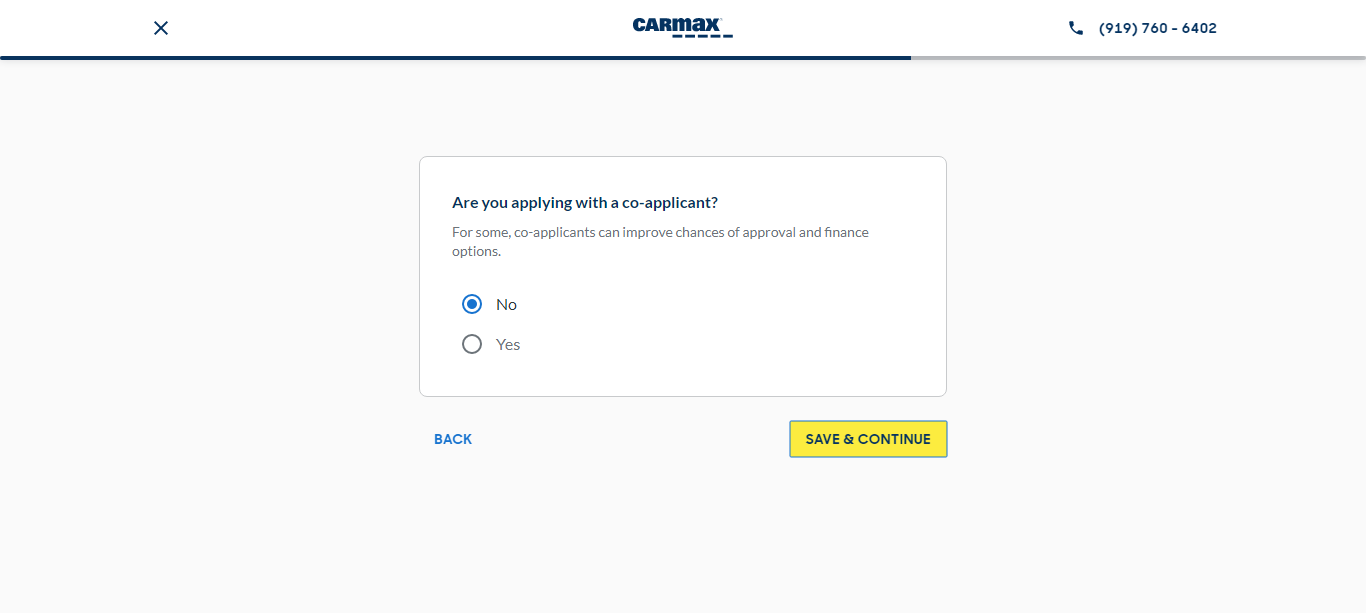 CARMAX
(919) 760 - 6402
Are you applying with a co-applicant?
For some, co-applicants can improve chances of approval and finance
options.
No
Yes
BACK
SAVE & CONTINUE